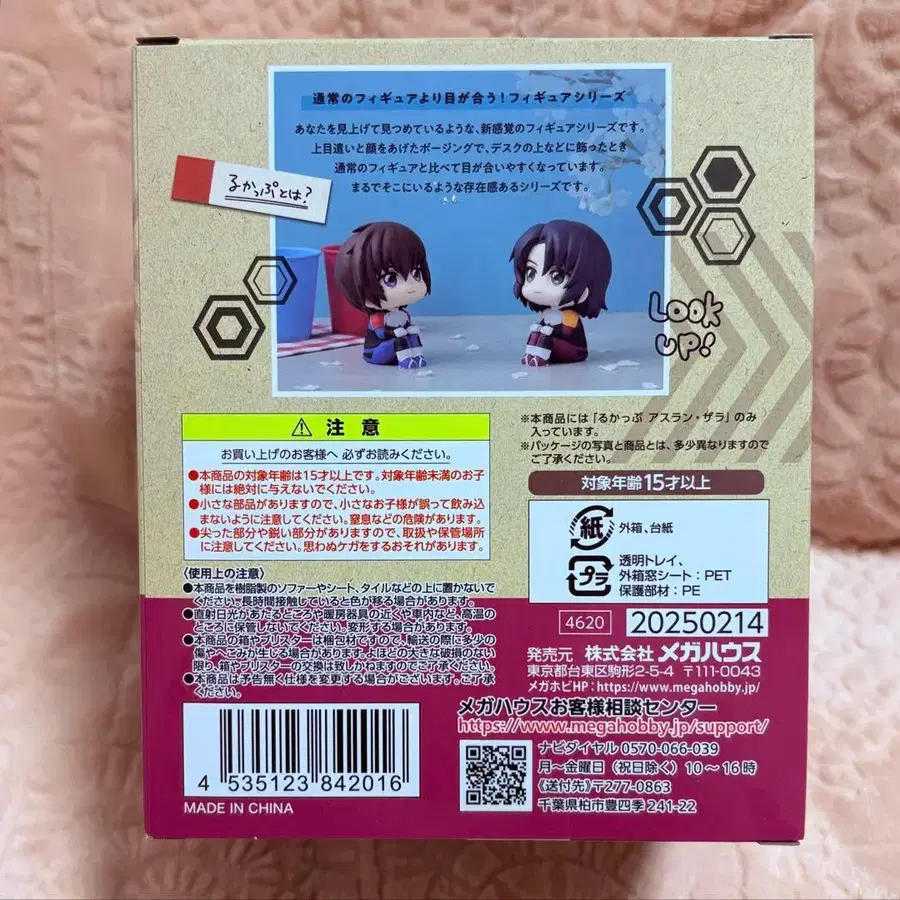 通常のフィギュアより目が合う!フィギュアシリーズ
あなたを見上げて見つめているような、新感覚のフィギュアシリーズです。
上目遣いと顔をあげたポージングで、デスクの上などに飾ったとき
通常のフィギュアと比べて目が合いやすくなっています。
まるでそこにいるような存在感あるシリーズです。
るかっぷとは?
Look
UP!
⚠ 注意
お買い上げのお客様へ 必ずお読みください。
●本商品の対象年齢は15才以上です。対象年齢未満のお子
様には絶対に与えないでください。
●小さな部品がありますので、小さなお子様が誤って飲み込
まないように注意してください。窒息などの危険があります。
●尖った部分や鋭い部分がありますので、取扱や保管場所
に注意してください。思わぬケガをするおそれがあります。
〈使用上の注意〉
●本商品を樹脂製のソファーやシート、タイルなどの上に置かないで
ください。長時間接触していると色が移る場合があります。
●直射日光があたるところや暖房器具の近くや車内など、高温の
ところに保管しないでください。変形する場合があります。
●本商品の箱やブリスターは梱包材ですので、輸送の際に多少の
傷やへこみが生じる場合があります。よほどの大きな破損のない
限り、箱やブリスターの交換は致しかねますのでご了承ください。
●本商品は予告無く仕様を変更する場合がございます。ご了承
ください。
4 535123 842016
MADE IN CHINA
※本商品には「るかっぷ アスラン・ザラ」のみ
入っています。
※パッケージの写真と商品とは、多少異なりますので
ご了承ください。
対象年齢15才以上
紙 外箱、台紙
プラ 透明トレイ、
外箱窓シート:PET
保護部材:PE
4620 20250214
発売元 株式会社 メガハウス
東京都台東区駒形2-5-4 〒111-0043
メガホビHP:https://www.megahobby.jp/
メガハウスお客様相談センター
https://www.megahobby.jp/support/
ナビダイヤル 0570-066-039
月〜金曜日(祝日除く)10〜16時
〈送付先〉〒277-0863
千葉県柏市豊四季241-22